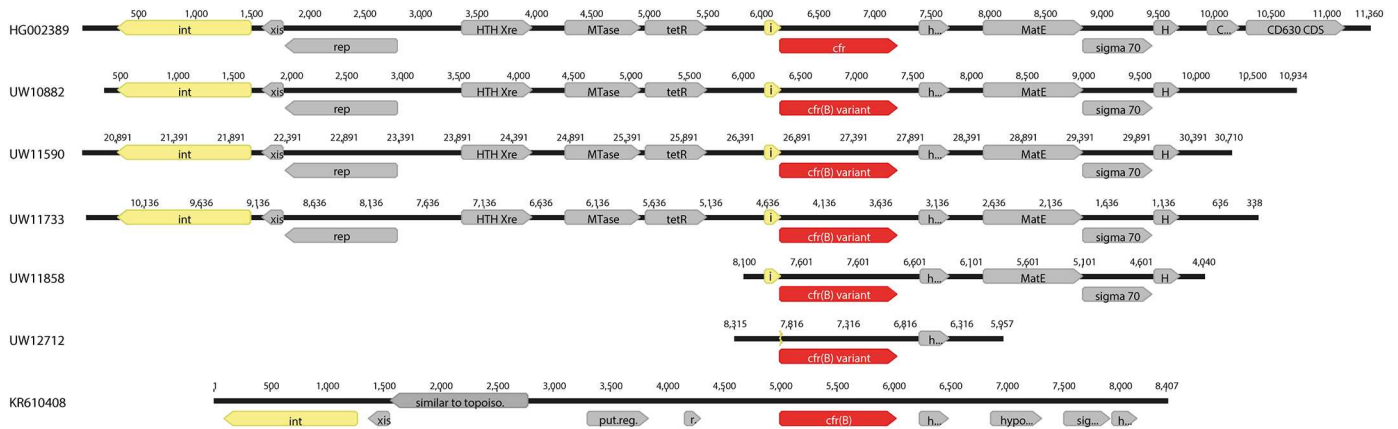 500 1,000 1,500 2,000 2,500 3,000 3,500 4,000 4,500 5,000 5,500 6,000 6,500 7,000 7,500 8,000 8,500 9,000 9,500 10,000 10,500 11,000 11,360
HG002389 int xis HTH Xre MTase tetR i h... MatE H C... CD630 CDS
rep cfr sigma 70
500 1,000 1,500 2,000 2,500 3,000 3,500 4,000 4,500 5,000 5,500 6,000 6,500 7,000 7,500 8,000 8,500 9,000 9,500 10,000 10,500 10,934
UW10882 int xis HTH Xre MTase tetR i h... MatE H
rep cfr(B) variant sigma 70
20,891 21,391 21,891 22,391 22,891 23,391 23,891 24,391 24,891 25,391 25,891 26,391 26,891 27,391 27,891 28,391 28,891 29,391 29,891 30,391 30,710
UW11590 int xis HTH Xre MTase tetR i h... MatE H
rep cfr(B) variant sigma 70
10,136 9,636 9,136 8,636 8,136 7,636 7,136 6,636 6,136 5,636 5,136 4,636 4,136 3,636 3,136 2,636 2,136 1,636 1,136 636 338
UW11733 int xis HTH Xre MTase tetR i h... MatE H
rep cfr(B) variant sigma 70
8,100 7,601 7,601 6,601 6,101 5,601 5,101 4,601 4,040
UW11858 i h... MatE H
cfr(B) variant sigma 70
8,315 7,816 7,316 6,816 6,316 5,957
UW12712 h...
cfr(B) variant
500 1,000 1,500 2,000 2,500 3,000 3,500 4,000 4,500 5,000 5,500 6,000 6,500 7,000 7,500 8,000 8,407
KR610408 similar to topoiso.
int xis put.reg. r. cfr(B) h... hypo... sig... h...